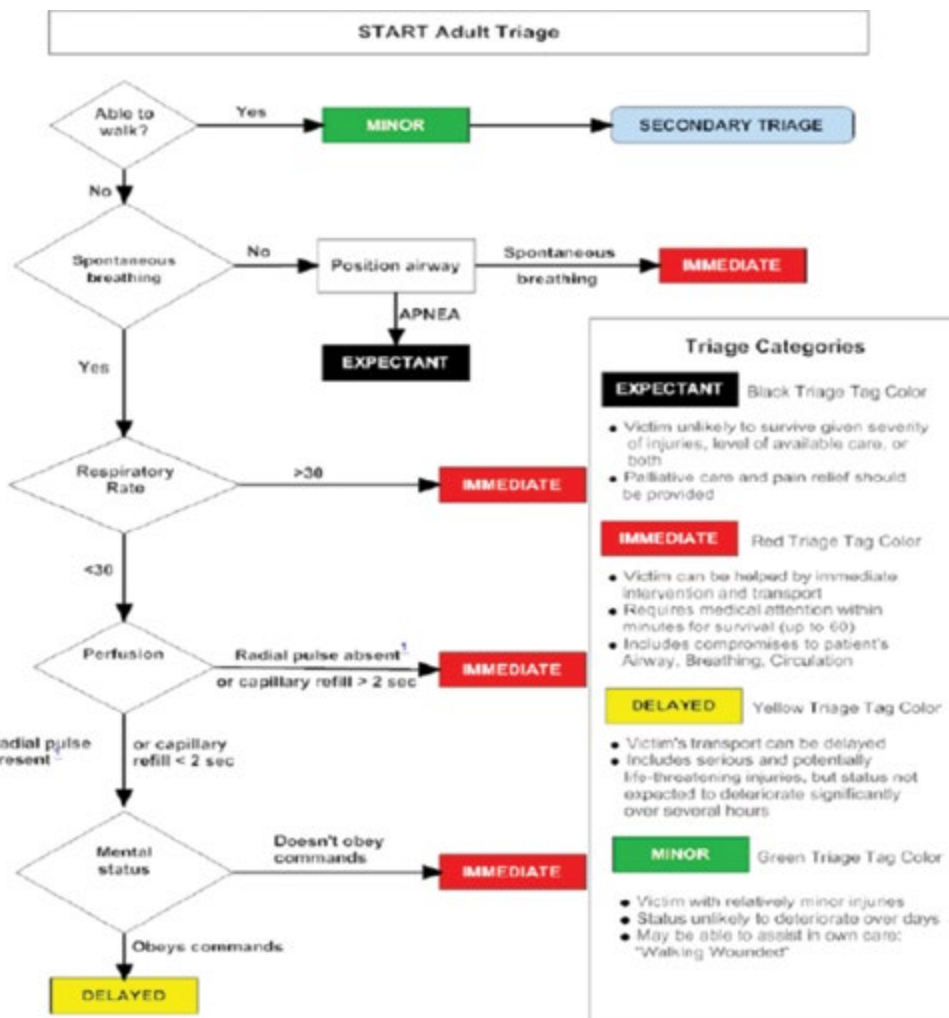 START Adult Triage
Able to
walk?
Yes
MINOR
SECONDARY TRIAGE
No
Spontaneous
breathing
No
Position airway
Spontaneous
breathing
IMMEDIATE
APNEA
EXPECTANT
Yes
Respiratory
Rate
>30
IMMEDIATE
<30
Perfusion
Radial pulse absent
or capillary refill > 2 sec
IMMEDIATE
adial pulse
resent
or capillary
refill < 2 sec
Mental
status
Doesn't obey
commands
IMMEDIATE
Obeys commands
DELAYED
Triage Categories
EXPECTANT Black Triage Tag Color
• Victim unlikely to survive given severity
of injuries, level of available care, or
both
• Palliative care and pain relief should
be provided
IMMEDIATE Red Triage Tag Color
• Victim can be helped by immediate
intervention and transport
• Requires medical attention within
minutes for survival (up to 60)
• Includes compromises to patient's
Airway, Breathing, Circulation
DELAYED Yellow Triage Tag Color
• Victim's transport can be delayed
• Includes serious and potentially
life-threatening injuries, but status not
expected to deteriorate significantly
over several hours
MINOR Green Triage Tag Color
• Victim with relatively minor injuries
• Status unlikely to deteriorate over days
• May be able to assist in own care:
"Walking Wounded"